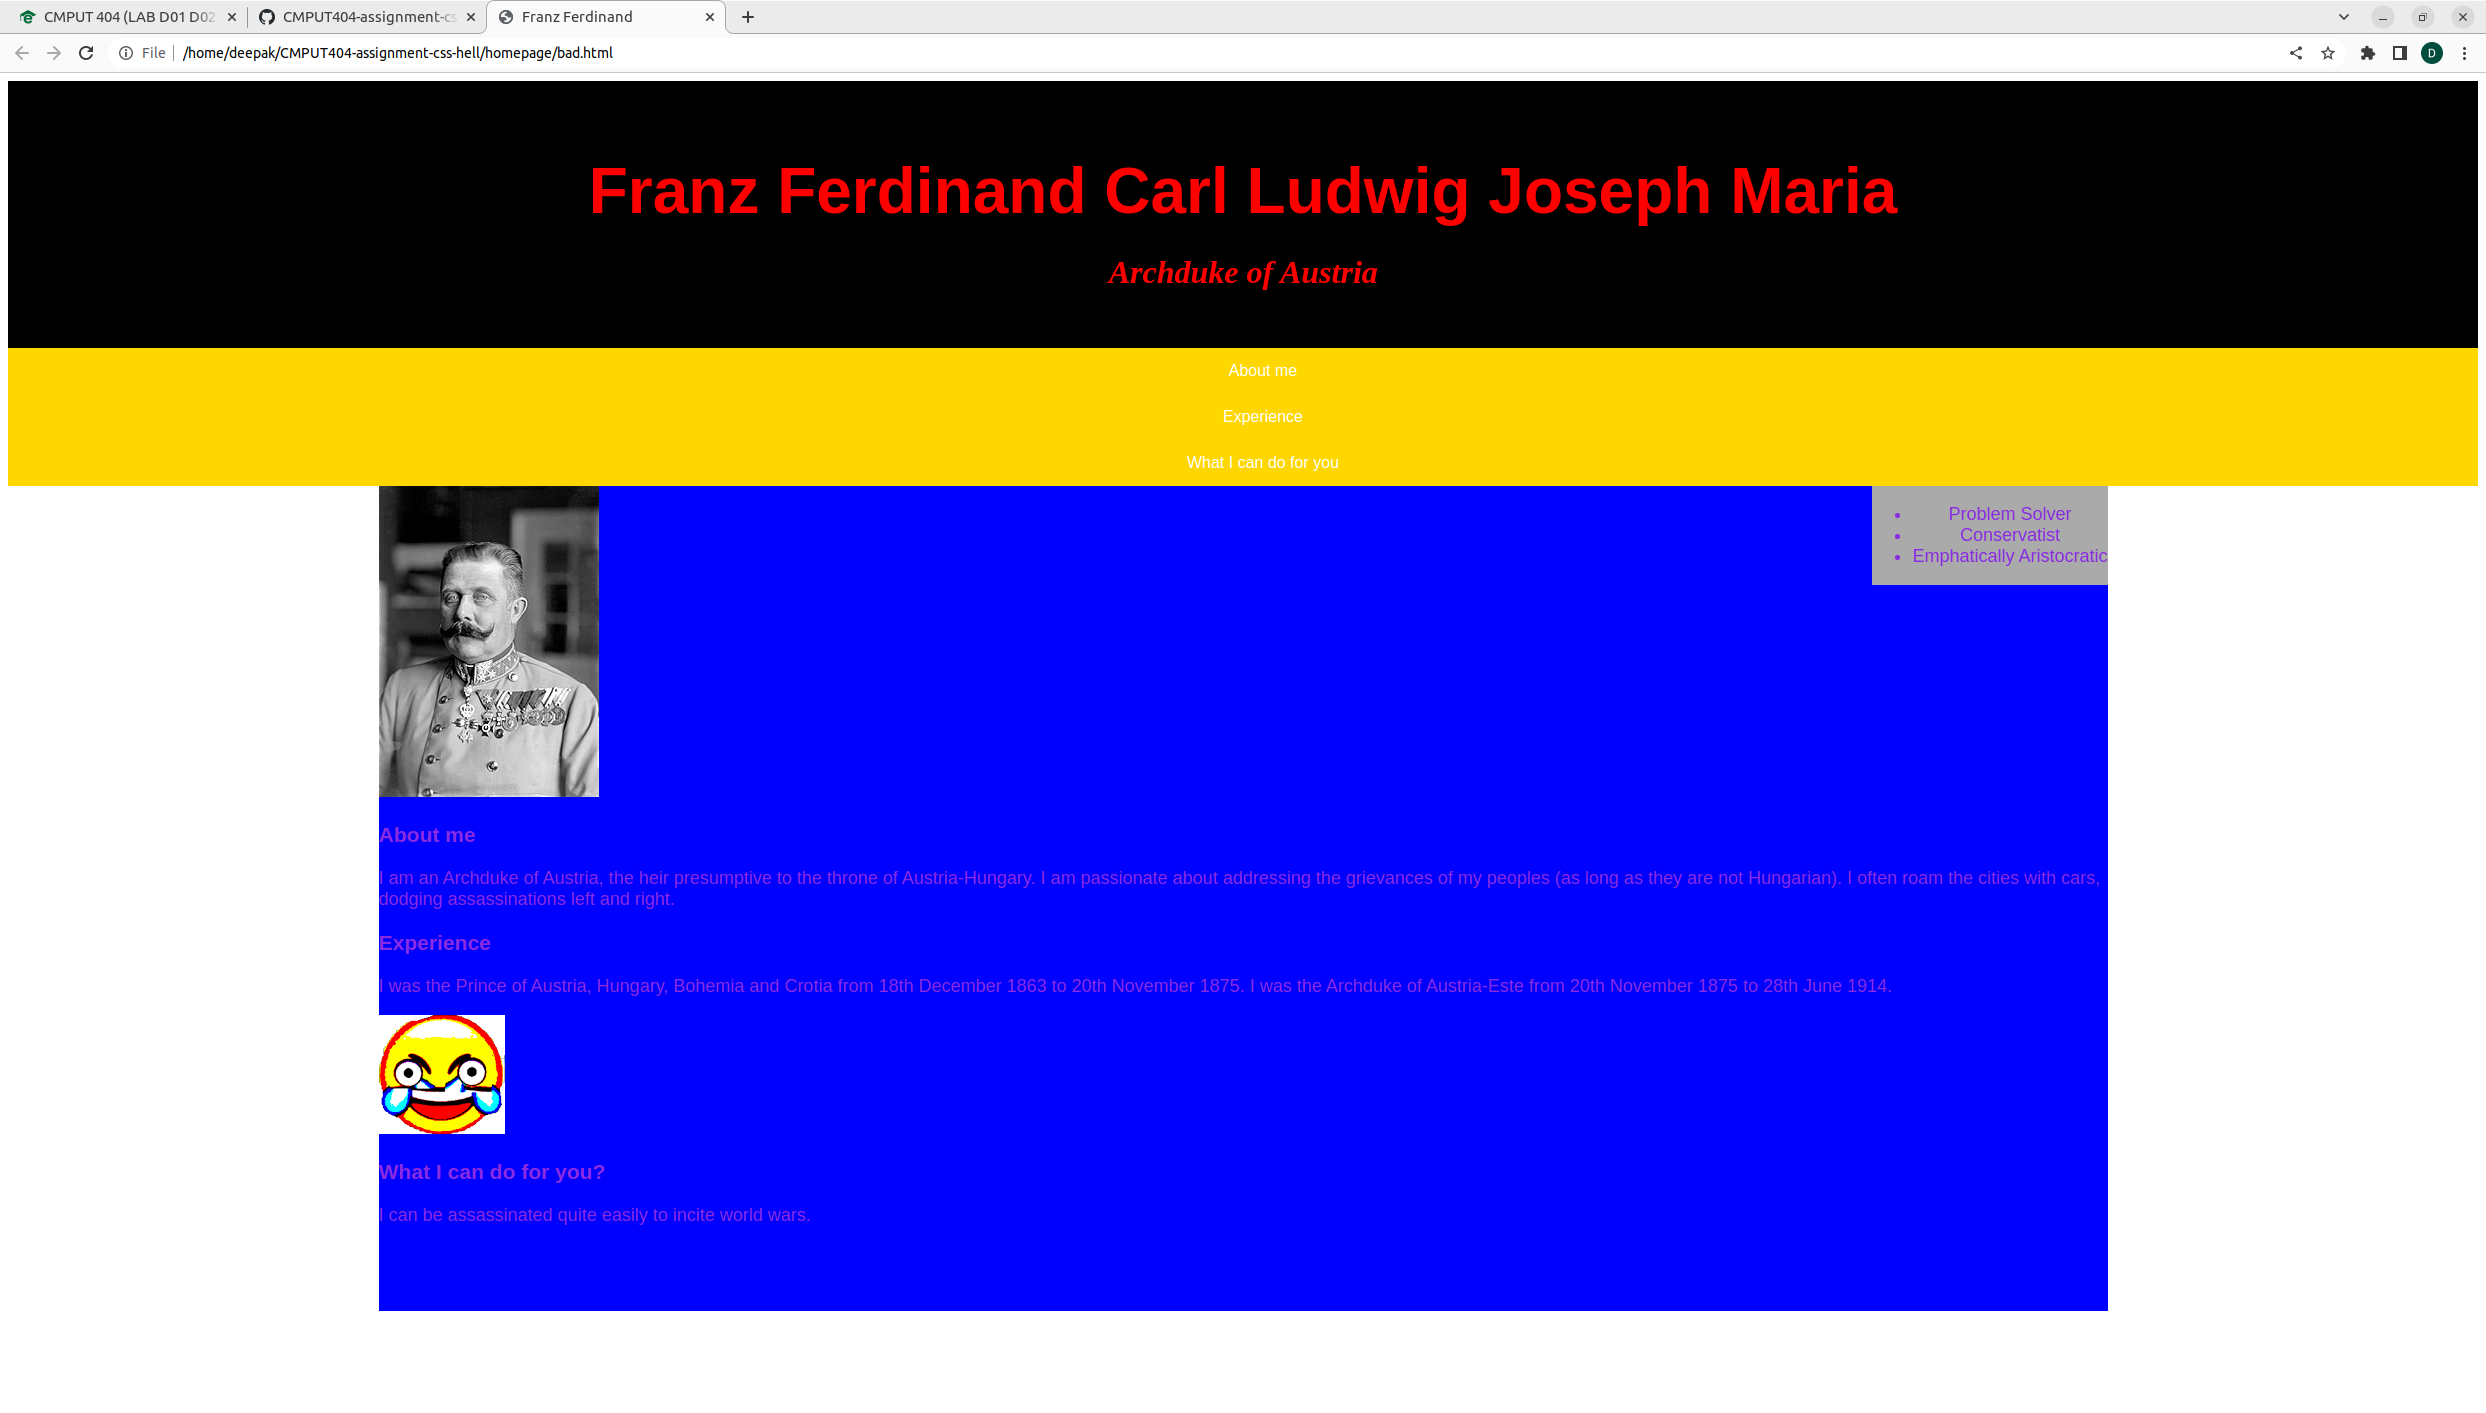 CMPUT 404 (LAB D01 D02
CMPUT404-assignment-cs
Franz Ferdinand
File
/home/deepak/CMPUT404-assignment-css-hell/homepage/bad.html
D
Franz Ferdinand Carl Ludwig Joseph Maria
Archduke of Austria
About me
Experience
What I can do for you
Problem Solver
Conservatist
Emphatically Aristocratic
About me
I am an Archduke of Austria, the heir presumptive to the throne of Austria-Hungary. I am passionate about addressing the grievances of my peoples (as long as they are not Hungarian). I often roam the cities with cars,
dodging assassinations left and right.
Experience
I was the Prince of Austria, Hungary, Bohemia and Crotia from 18th December 1863 to 20th November 1875. I was the Archduke of Austria-Este from 20th November 1875 to 28th June 1914.
What I can do for you?
I can be assassinated quite easily to incite world wars.